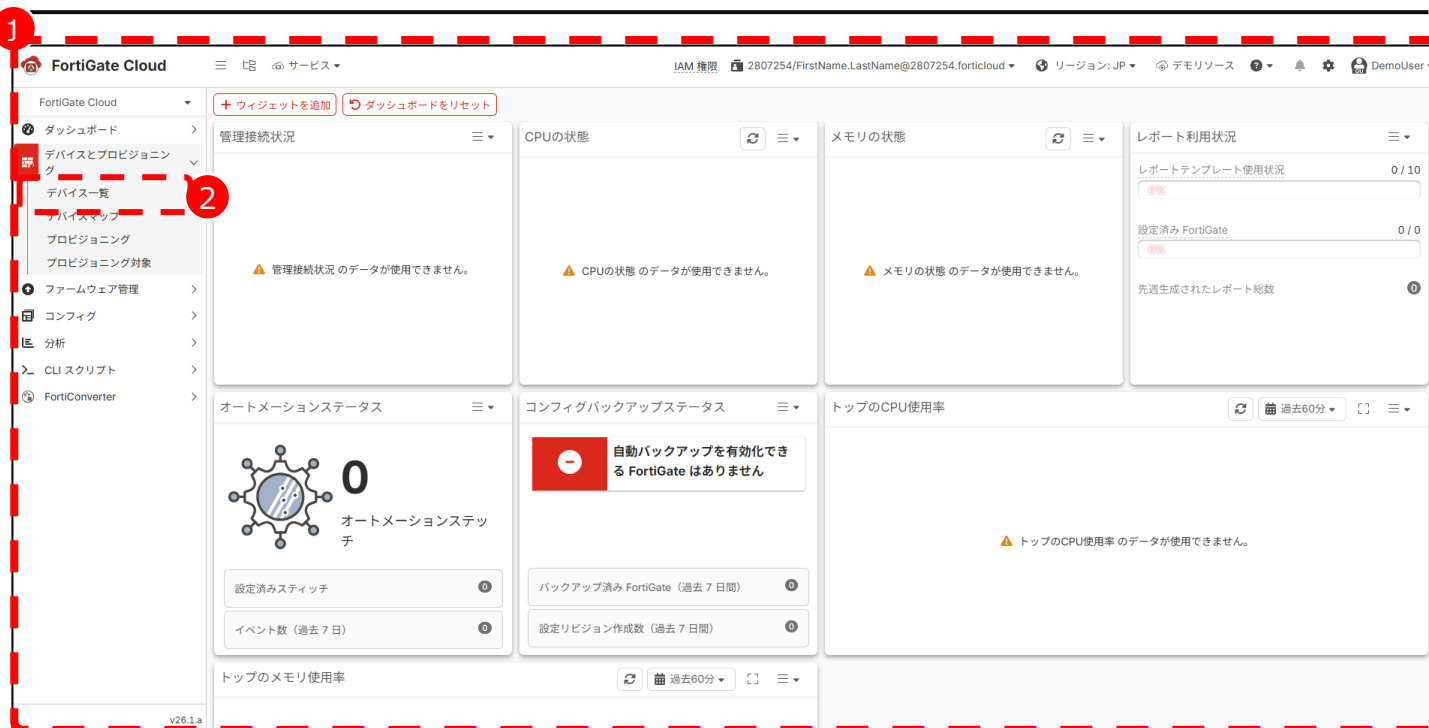 1
FortiGate Cloud
サービス
IAM 権限
2807254/FirstName.LastName@2807254.forticloud
リージョン: JP
デモリソース
DemoUser
FortiGate Cloud
ダッシュボード
デバイスとプロビジョニン
グ
デバイス一覧
2
デバイスマップ
プロビジョニング
プロビジョニング対象
ファームウェア管理
コンフィグ
分析
CLI スクリプト
FortiConverter
v26.1.a
+ ウィジェットを追加
ダッシュボードをリセット
管理接続状況
管理接続状況 のデータが使用できません。
CPUの状態
CPUの状態 のデータが使用できません。
メモリの状態
メモリの状態 のデータが使用できません。
レポート利用状況
レポートテンプレート使用状況 0 / 10
0%
設定済み FortiGate 0 / 0
0%
先週生成されたレポート総数 0
オートメーションステータス
0
オートメーションステッ
チ
設定済みスティッチ 0
イベント数（過去 7 日） 0
コンフィグバックアップステータス
自動バックアップを有効化でき
る FortiGate はありません
バックアップ済み FortiGate（過去 7 日間） 0
設定リビジョン作成数（過去 7 日間） 0
トップのCPU使用率
過去60分
トップのCPU使用率 のデータが使用できません。
トップのメモリ使用率
過去60分